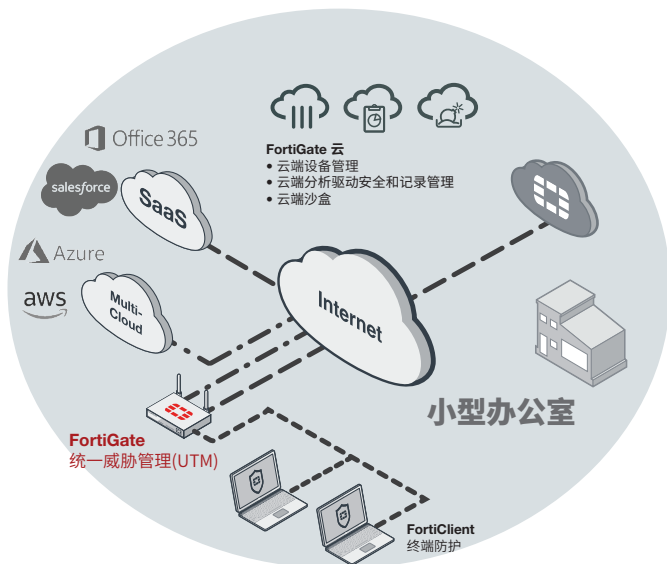 Office 365
salesforce
SaaS
Azure
aws
Multi-
Cloud
FortiGate 云
• 云端设备管理
• 云端分析驱动安全和记录管理
• 云端沙盒
Internet
小型办公室
FortiGate
统一威胁管理(UTM)
FortiClient
终端防护